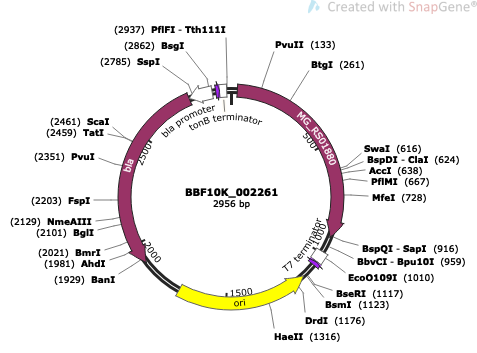 Created with SnapGene®
(2937) PflFI - Tth111I
(2862) BsgI
(2785) SspI
PvuII (133)
BtgI (261)
bla promoter
tonB terminator
(2461) ScaI
(2459) TatI
(2351) PvuI
(2203) FspI
(2129) NmeAIII
(2101) BglI
(2021) BmrI
(1981) AhdI
(1929) BanI
bla
2500
2000
500
MG_RS01880
SwaI (616)
BspDI - ClaI (624)
AccI (638)
PflMI (667)
MfeI (728)
BBF10K_002261
2956 bp
T7 terminator
1000
BspQI - SapI (916)
BbvCI - Bpu10I (959)
EcoO109I (1010)
BseRI (1117)
BsmI (1123)
DrdI (1176)
HaeII (1316)
1500
ori